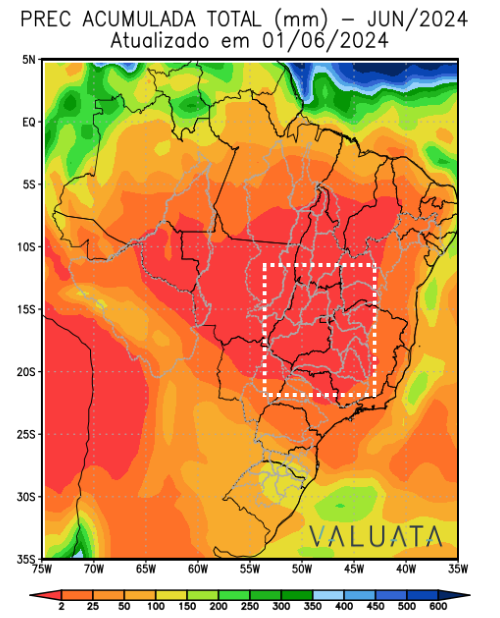 PREC ACUMULADA TOTAL (mm) – JUN/2024
Atualizado em 01/06/2024
5N
EQ
5S
10S
15S
20S
25S
30S
35S
VALUATA
75W 70W 65W 60W 55W 50W 45W 40W 35W
2 25 50 100 150 200 250 300 350 400 450 500 600